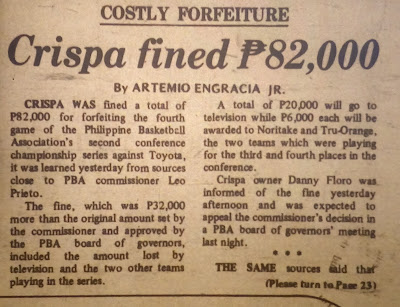 COSTLY FORFEITURE
Crispa fined ₱82,000
By ARTEMIO ENGRACIA JR.
CRISPA WAS fined a total of
P82,000 for forfeiting the fourth
game of the Philippine Basketball
Association's second conference
championship series against Toyota,
it was learned yesterday from sources
close to PBA commissioner Leo
Prieto.
The fine, which was P32,000
more than the original amount set by
the commissioner and approved by
the PBA board of governors,
included the amount lost by
television and the two other teams
playing in the series.
A total of P20,000 will go to
television while P6,000 each will be
awarded to Noritake and Tru-Orange,
the two teams which were playing
for the third and fourth places in the
conference.
Crispa owner Danny Floro was
informed of the fine yesterday
afternoon and was expected to
appeal the commissioner's decision in
a PBA board of governors' meeting
last night.
* * *
THE SAME sources said that
(Please turn to Page 23)